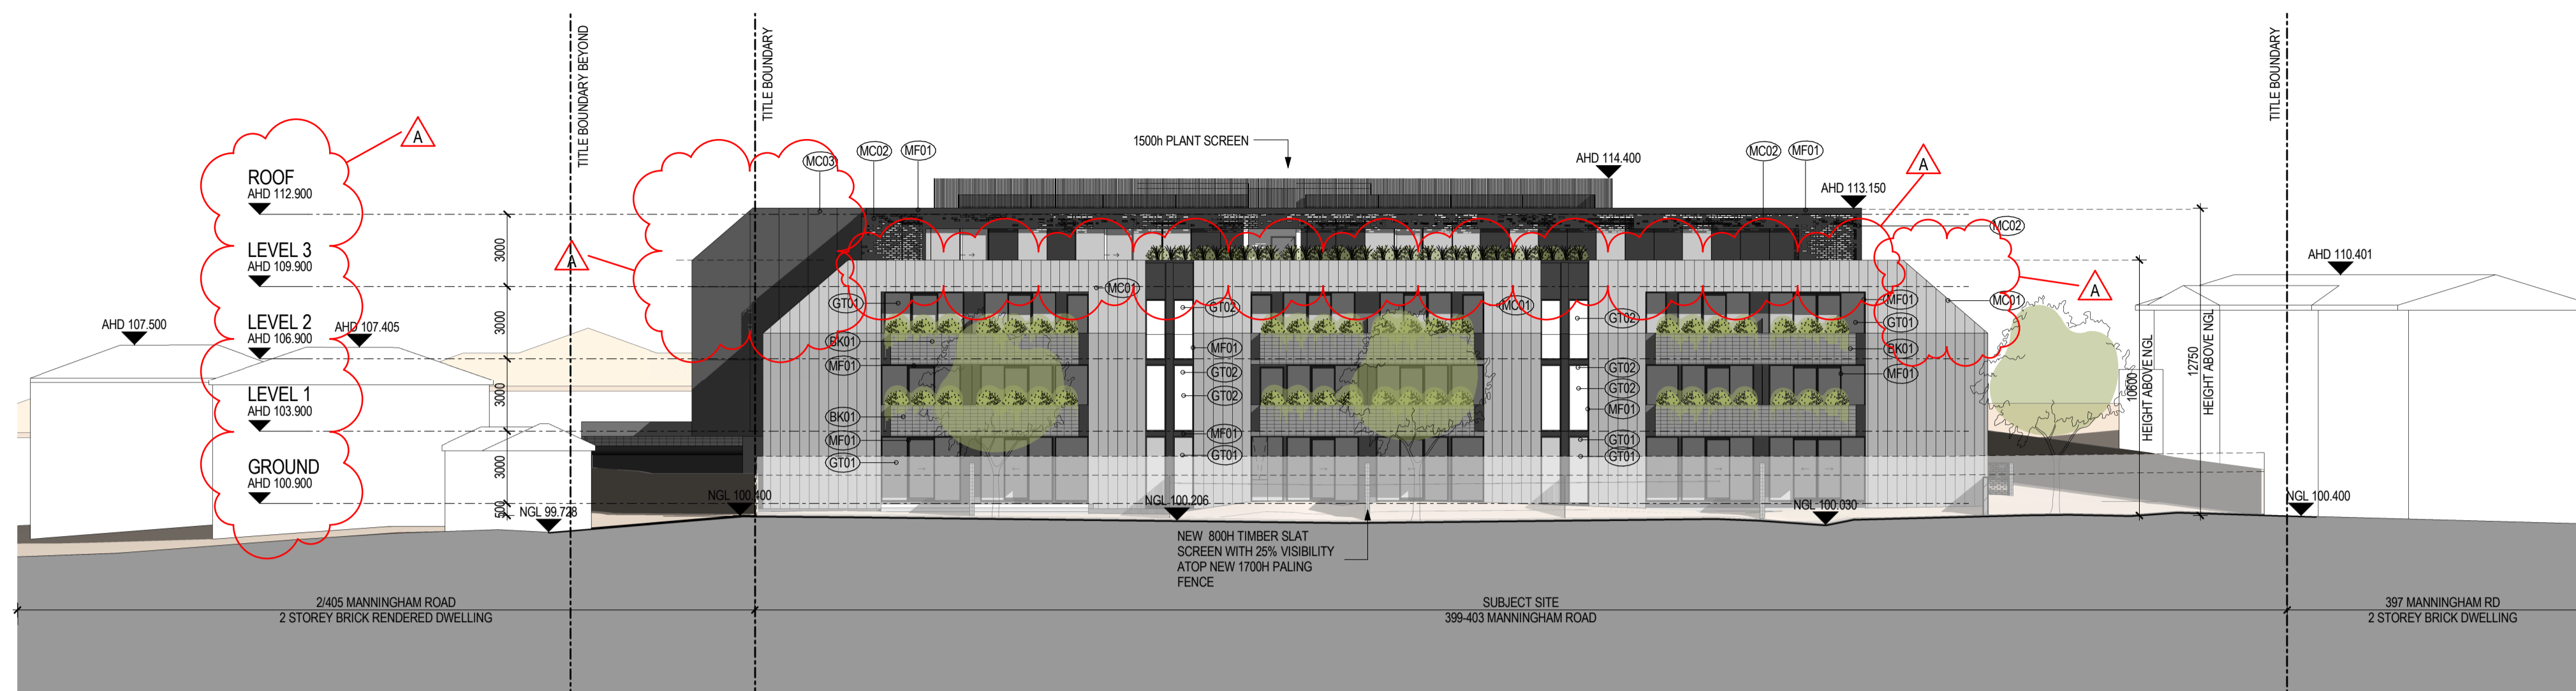 TITLE BOUNDARY BEYOND
TITLE BOUNDARY
TITLE BOUNDARY
A
ROOF
AHD 112.900
LEVEL 3
AHD 109.900
LEVEL 2
AHD 106.900
LEVEL 1
AHD 103.900
GROUND
AHD 100.900
AHD 107.500
AHD 107.405
3000
3000
3000
3000
3000
500
A
MC03
MC02
MF01
1500h PLANT SCREEN
AHD 114.400
MC02
MF01
AHD 113.150
A
MC02
A
AHD 110.401
MC01
GT01
MC01
GT02
MC01
GT02
MF01
GT01
BK01
MF01
BK01
MF01
GT02
GT02
MF01
GT02
GT02
MF01
BK01
MF01
GT01
MF01
GT01
GT01
GT01
10600
HEIGHT ABOVE NGL
12750
HEIGHT ABOVE NGL
NGL 99.728
NGL 100.400
NGL 100.206
NGL 100.030
NGL 100.400
NEW 800H TIMBER SLAT
SCREEN WITH 25% VISIBILITY
ATOP NEW 1700H PALING
FENCE
2/405 MANNINGHAM ROAD
2 STOREY BRICK RENDERED DWELLING
SUBJECT SITE
399-403 MANNINGHAM ROAD
397 MANNINGHAM RD
2 STOREY BRICK DWELLING